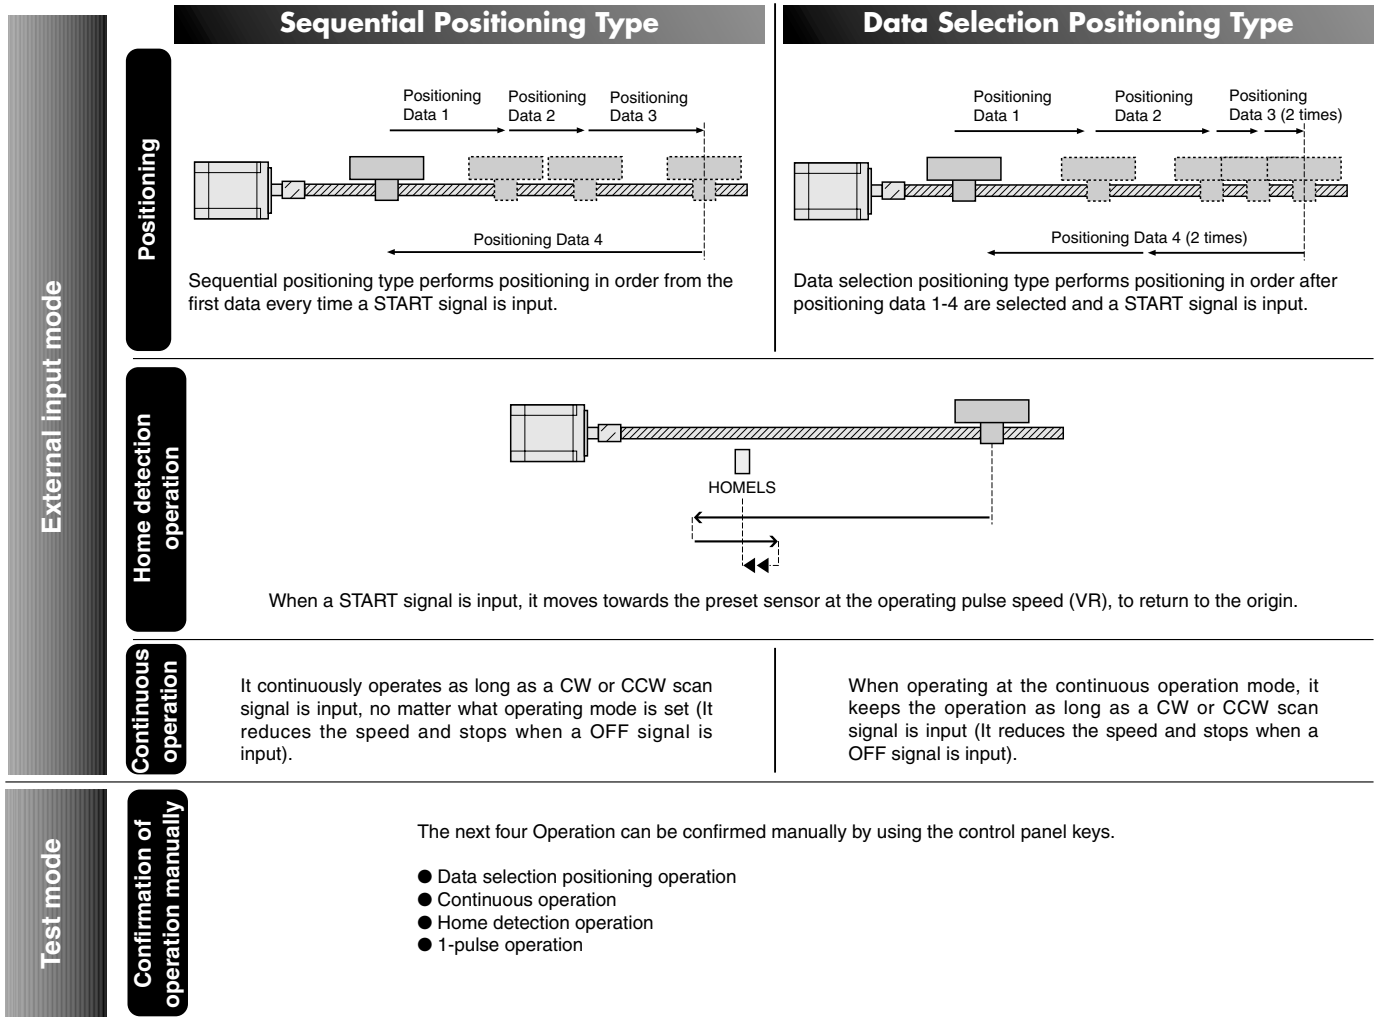 Sequential Positioning Type
Data Selection Positioning Type
External input mode
Positioning
Positioning
Data 1
Positioning
Data 2
Positioning
Data 3
Positioning Data 4
Sequential positioning type performs positioning in order from the
first data every time a START signal is input.
Positioning
Data 1
Positioning
Data 2
Positioning
Data 3 (2 times)
Positioning Data 4 (2 times)
Data selection positioning type performs positioning in order after
positioning data 1-4 are selected and a START signal is input.
Home detection
operation
HOMELS
When a START signal is input, it moves towards the preset sensor at the operating pulse speed (VR), to return to the origin.
Continuous
operation
It continuously operates as long as a CW or CCW scan
signal is input, no matter what operating mode is set (It
reduces the speed and stops when a OFF signal is
input).
When operating at the continuous operation mode, it
keeps the operation as long as a CW or CCW scan
signal is input (It reduces the speed and stops when a
OFF signal is input).
Test mode
Confirmation of
operation manually
The next four Operation can be confirmed manually by using the control panel keys.
● Data selection positioning operation
● Continuous operation
● Home detection operation
● 1-pulse operation